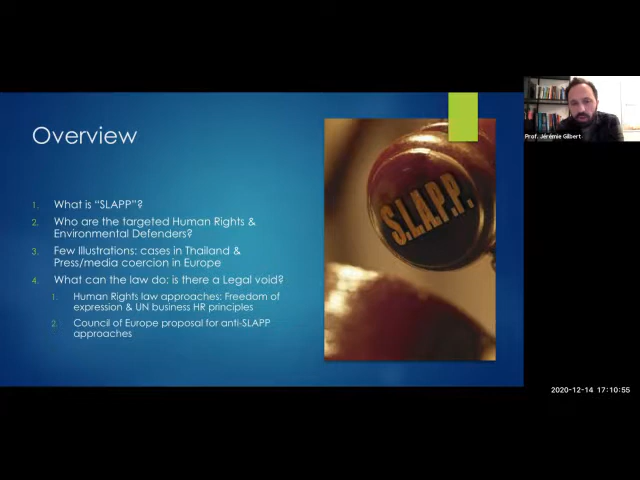 Overview
1. What is “SLAPP”?
2. Who are the targeted Human Rights &
Environmental Defenders?
3. Few Illustrations: cases in Thailand &
Press/media coercion in Europe
4. What can the law do: is there a Legal void?
1. Human Rights law approaches: Freedom of
expression & UN business HR principles
2. Council of Europe proposal for anti-SLAPP
approaches
S.L.A.P.P.
Prof. Jérémie Gilbert
2020-12-14 17:10:55